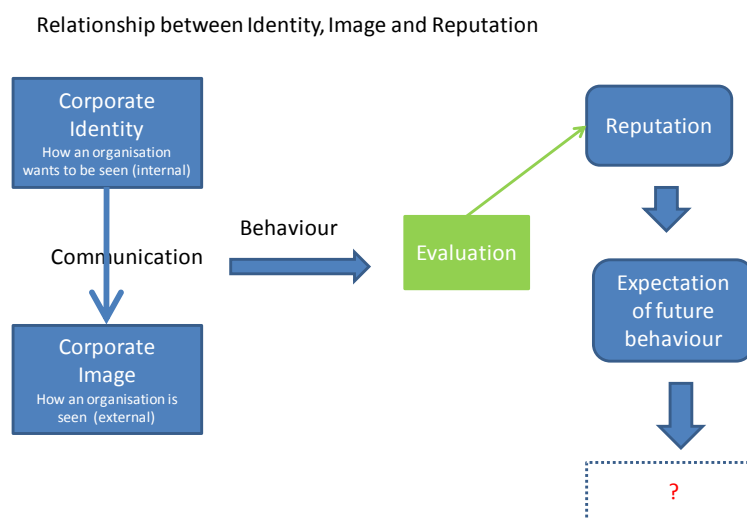 Relationship between Identity, Image and Reputation
Corporate
Identity
How an organisation
wants to be seen (internal)
Communication
Corporate
Image
How an organisation is
seen (external)
Behaviour
Evaluation
Reputation
Expectation
of future
behaviour
?